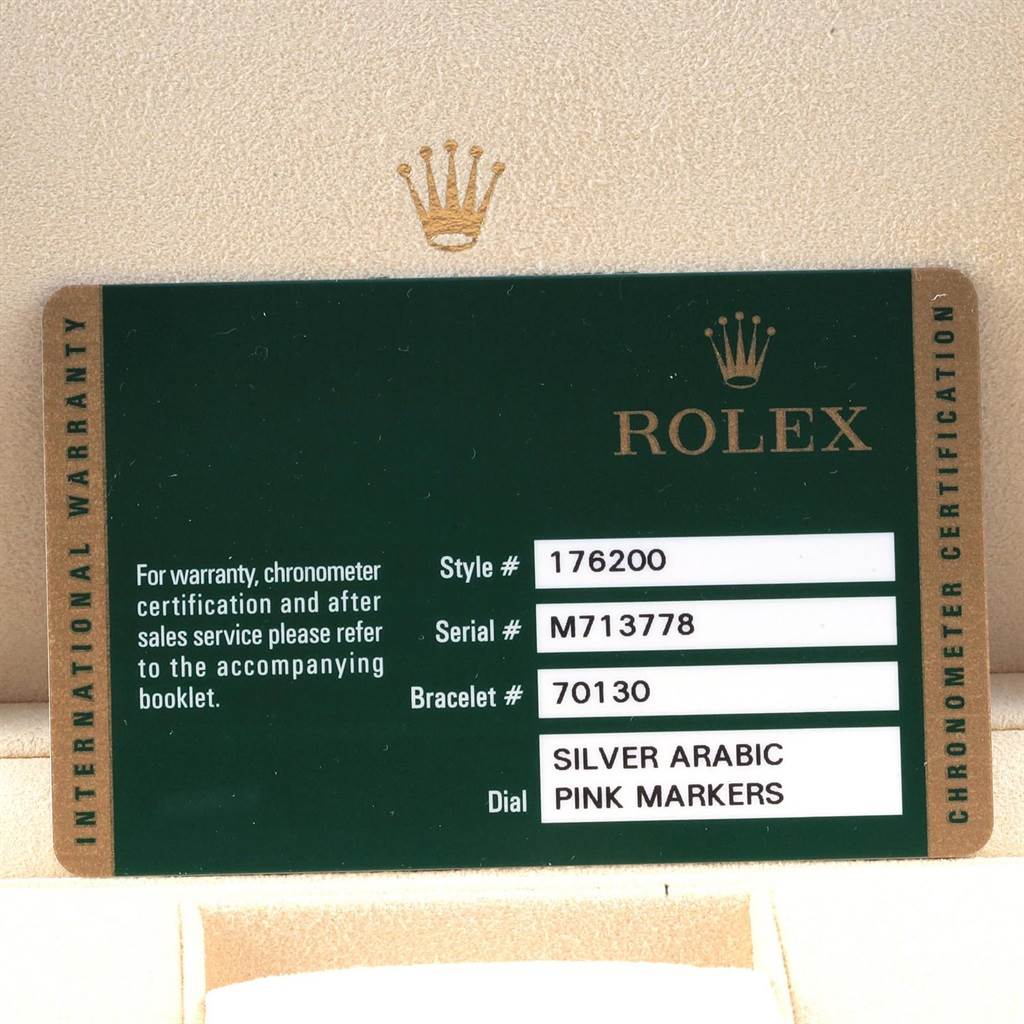 INTERNATIONAL WARRANTY
ROLEX
For warranty, chronometer
certification and after
sales service please refer
to the accompanying
booklet.
Style # 176200
Serial # M713778
Bracelet # 70130
Dial SILVER ARABIC
PINK MARKERS
CHRONOMETER CERTIFICATION